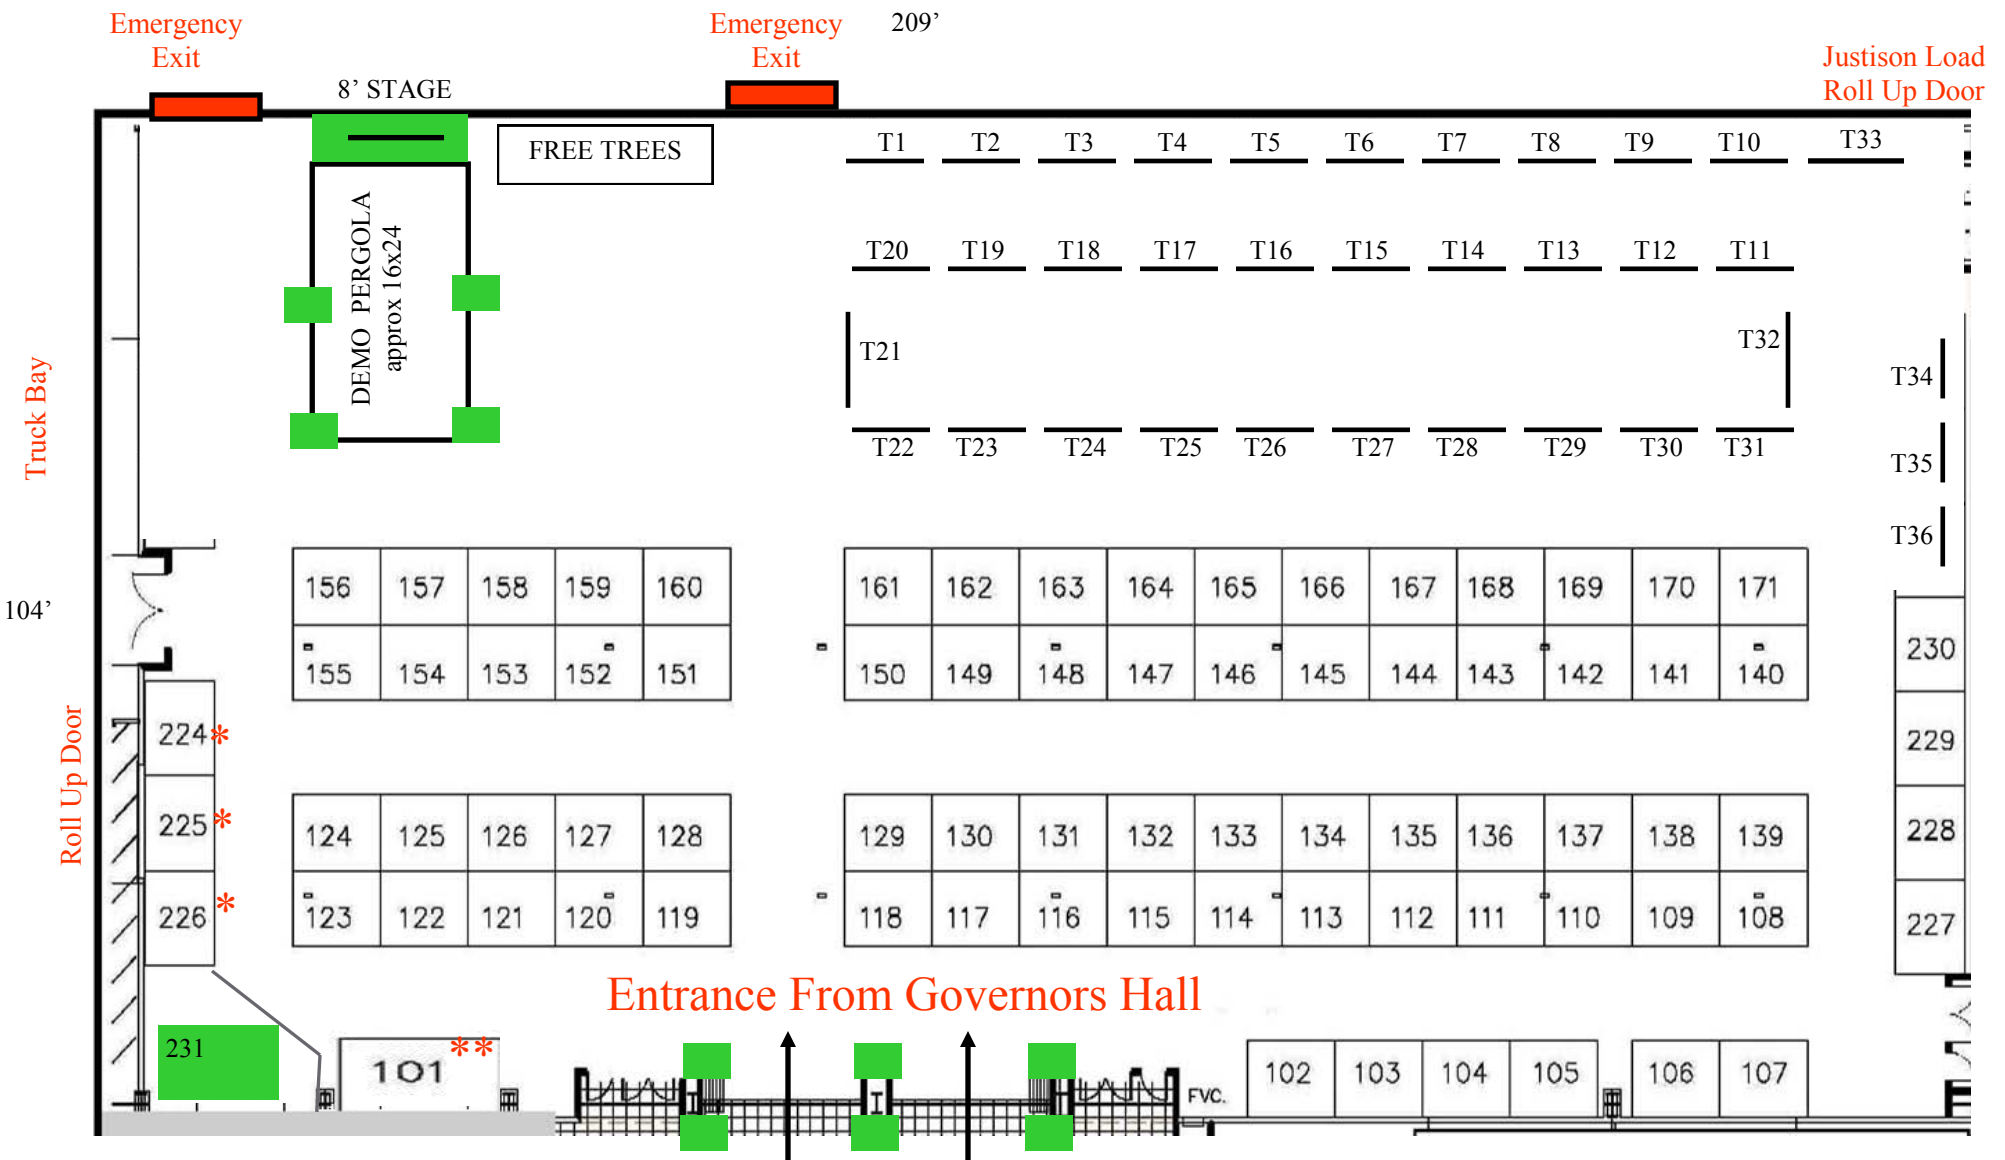 Emergency
Exit
Emergency
Exit
209’
Justison Load
Roll Up Door
8’ STAGE
FREE TREES
T1 T2 T3 T4 T5 T6 T7 T8 T9 T10 T33
DEMO PERGOLA
approx 16x24
T20 T19 T18 T17 T16 T15 T14 T13 T12 T11
T21
T32
T34
Truck Bay
T22 T23 T24 T25 T26 T27 T28 T29 T30 T31
T35
T36
104’
156 157 158 159 160 161 162 163 164 165 166 167 168 169 170 171
155 154 153 152 151 150 149 148 147 146 145 144 143 142 141 140
230
224*
229
Roll Up Door
225*
124 125 126 127 128 129 130 131 132 133 134 135 136 137 138 139
228
226*
123 122 121 120 119 118 117 116 115 114 113 112 111 110 109 108
227
Entrance From Governors Hall
231
101**
102 103 104 105 106 107
FVC.